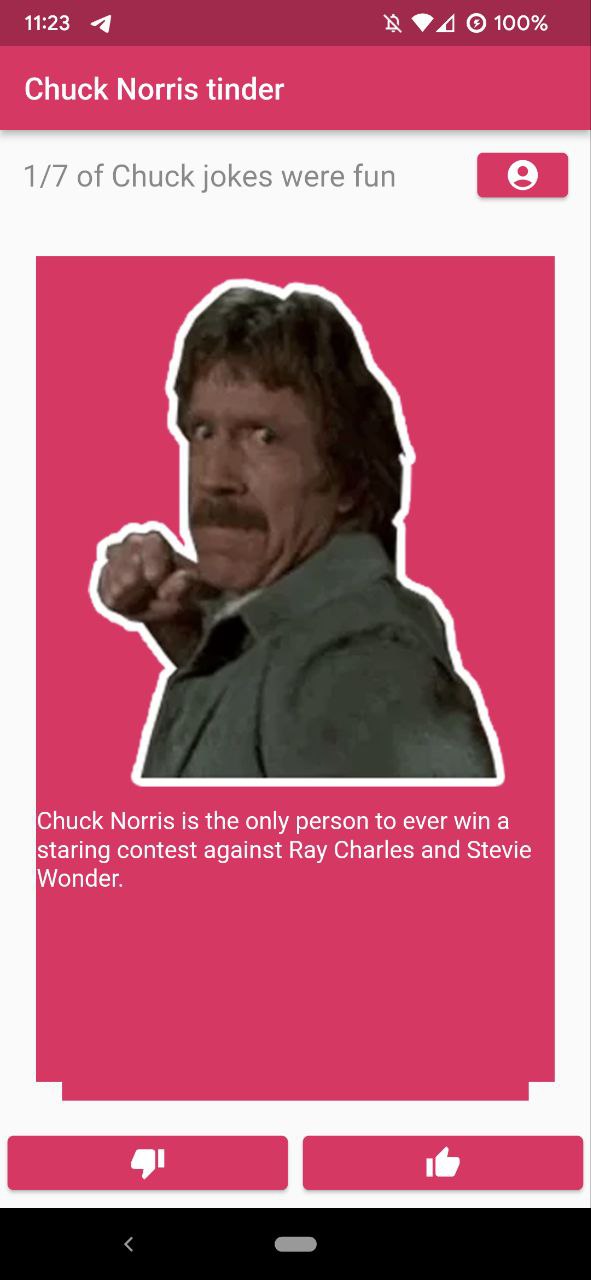 11:23 100%
Chuck Norris tinder
1/7 of Chuck jokes were fun
Chuck Norris is the only person to ever win a
staring contest against Ray Charles and Stevie
Wonder.